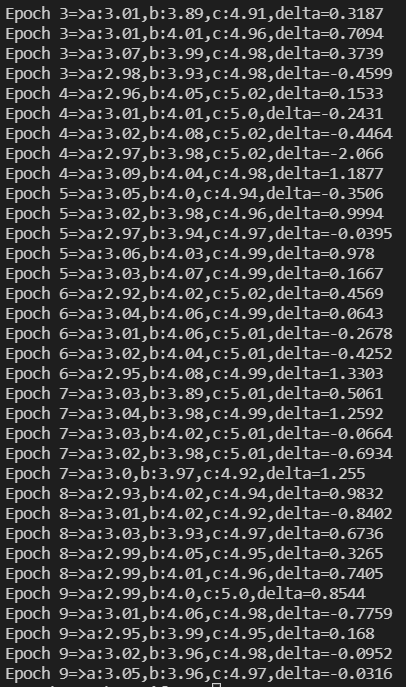 Epoch 3=>a:3.01,b:3.89,c:4.91,delta=0.3187
Epoch 3=>a:3.01,b:4.01,c:4.96,delta=0.7094
Epoch 3=>a:3.07,b:3.99,c:4.98,delta=0.3739
Epoch 3=>a:2.98,b:3.93,c:4.98,delta=-0.4599
Epoch 4=>a:2.96,b:4.05,c:5.02,delta=0.1533
Epoch 4=>a:3.01,b:4.01,c:5.0,delta=-0.2431
Epoch 4=>a:3.02,b:4.08,c:5.02,delta=-0.4464
Epoch 4=>a:2.97,b:3.98,c:5.02,delta=-2.066
Epoch 4=>a:3.09,b:4.04,c:4.98,delta=1.1877
Epoch 5=>a:3.05,b:4.0,c:4.94,delta=-0.3506
Epoch 5=>a:3.02,b:3.98,c:4.96,delta=0.9994
Epoch 5=>a:2.97,b:3.94,c:4.97,delta=-0.0395
Epoch 5=>a:3.06,b:4.03,c:4.99,delta=0.978
Epoch 5=>a:3.03,b:4.07,c:4.99,delta=0.1667
Epoch 6=>a:2.92,b:4.02,c:5.02,delta=0.4569
Epoch 6=>a:3.04,b:4.06,c:4.99,delta=0.0643
Epoch 6=>a:3.01,b:4.06,c:5.01,delta=-0.2678
Epoch 6=>a:3.02,b:4.04,c:5.01,delta=-0.4252
Epoch 6=>a:2.95,b:4.08,c:4.99,delta=1.3303
Epoch 7=>a:3.03,b:3.89,c:5.01,delta=0.5061
Epoch 7=>a:3.04,b:3.98,c:4.99,delta=1.2592
Epoch 7=>a:3.03,b:4.02,c:5.01,delta=-0.0664
Epoch 7=>a:3.02,b:3.98,c:5.01,delta=-0.6934
Epoch 7=>a:3.0,b:3.97,c:4.92,delta=1.255
Epoch 8=>a:2.93,b:4.02,c:4.94,delta=0.9832
Epoch 8=>a:3.01,b:4.02,c:4.92,delta=-0.8402
Epoch 8=>a:3.03,b:3.93,c:4.97,delta=0.6736
Epoch 8=>a:2.99,b:4.05,c:4.95,delta=0.3265
Epoch 8=>a:2.99,b:4.01,c:4.96,delta=0.7405
Epoch 9=>a:2.99,b:4.0,c:5.0,delta=0.8544
Epoch 9=>a:3.01,b:4.06,c:4.98,delta=-0.7759
Epoch 9=>a:2.95,b:3.99,c:4.95,delta=0.168
Epoch 9=>a:3.02,b:3.96,c:4.98,delta=-0.0952
Epoch 9=>a:3.05,b:3.96,c:4.97,delta=-0.0316